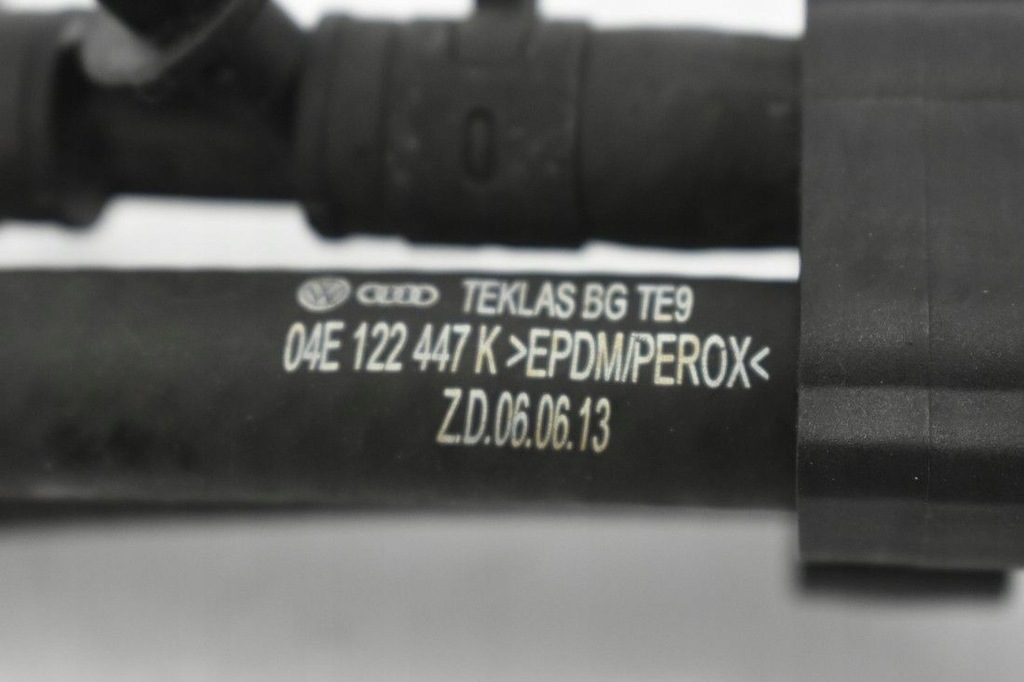 TEKLAS BG TE9
04E 122 447 K >EPDM/PEROX<
Z.D.06.06.13